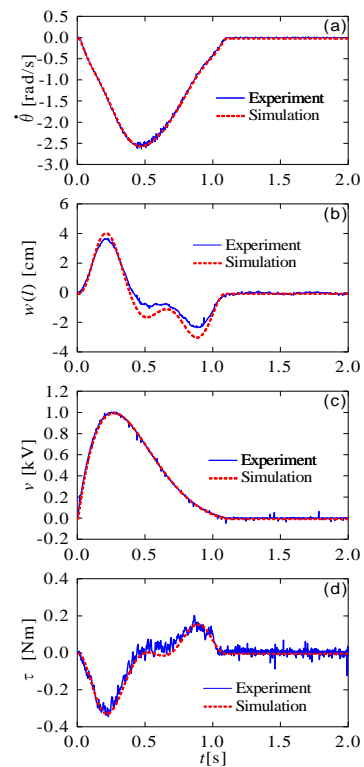 (a)
0.0
-0.5
-1.0
-1.5
-2.0
-2.5
-3.0
θ̇ [rad/s]
Experiment
Simulation
0.0 0.5 1.0 1.5 2.0
(b)
6
4
2
0
-2
-4
w(l) [cm]
Experiment
Simulation
0.0 0.5 1.0 1.5 2.0
(c)
1.2
1.0
0.8
0.6
0.4
0.2
0.0
-0.2
v [kV]
Experiment
Simulation
0.0 0.5 1.0 1.5 2.0
(d)
0.4
0.2
0.0
-0.2
-0.4
τ [Nm]
Experiment
Simulation
0.0 0.5 1.0 1.5 2.0
t[s]